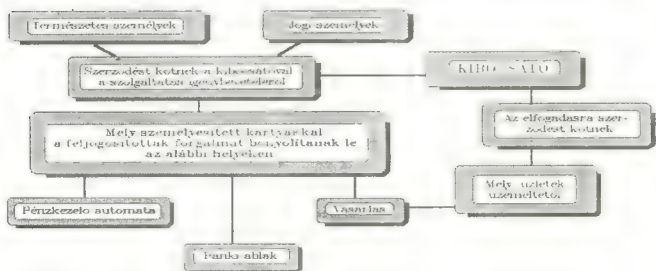 Természetes személyek
Jogi személyek
Szerződést kötnek a kibocsátóval
a szolgáltatás igénybevételéről
KIBOCSÁTÓ
Mely személyesített kártyákkal
a feljogosítottak forgalmat bonyolítanak le
az alábbi helyeken
Az elfogadásra szer-
ződést kötnek
Mely üzletek
üzemeltetői
Pénzkezelő automata
Vásárlás
Banki ablak